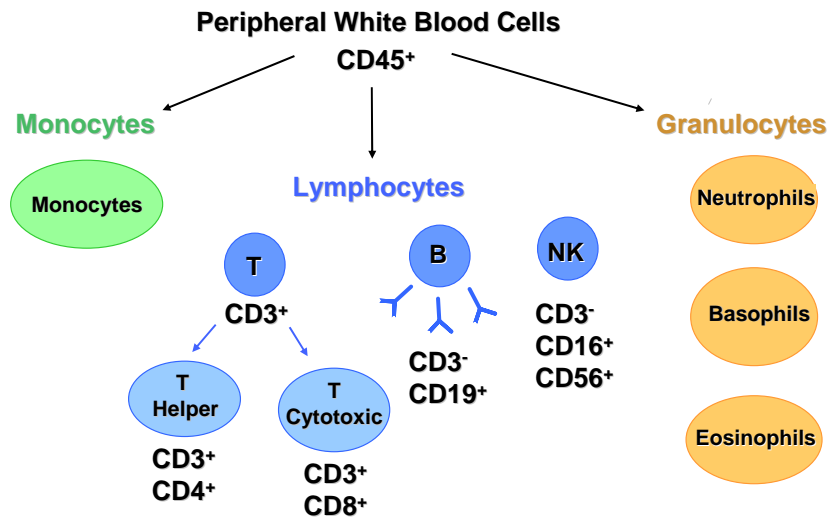 Peripheral White Blood Cells
CD45⁺
Monocytes
Granulocytes
Lymphocytes
Monocytes
Neutrophils
T
B
NK
CD3⁺
CD3⁻
CD16⁺
CD56⁺
Basophils
CD3⁻
CD19⁺
T
Helper
T
Cytotoxic
Eosinophils
CD3⁺
CD4⁺
CD3⁺
CD8⁺